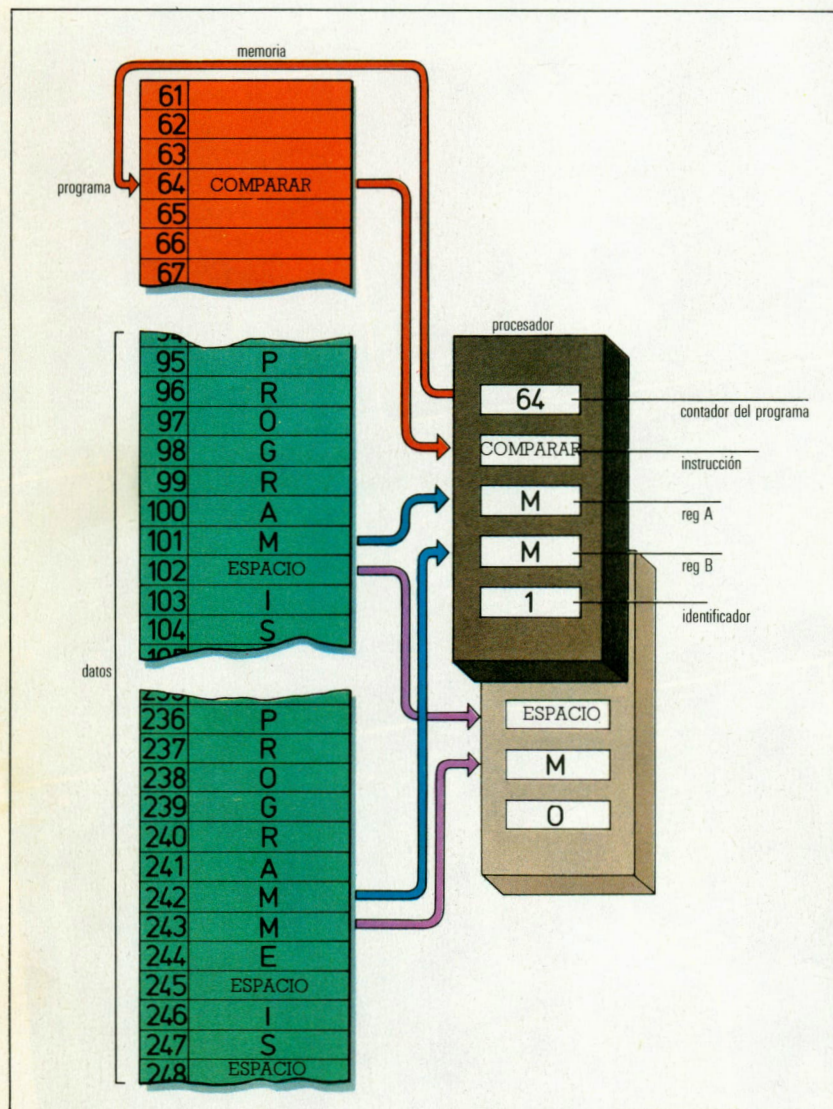 memoria
programa
61
62
63
64 COMPARAR
65
66
67
datos
95 P
96 R
97 O
98 G
99 R
100 A
101 M
102 ESPACIO
103 I
104 S
236 P
237 R
238 O
239 G
240 R
241 A
242 M
243 M
244 E
245 ESPACIO
246 I
247 S
248 ESPACIO
procesador
64 contador del programa
COMPARAR instrucción
M reg A
M reg B
1 identificador
ESPACIO
M
O